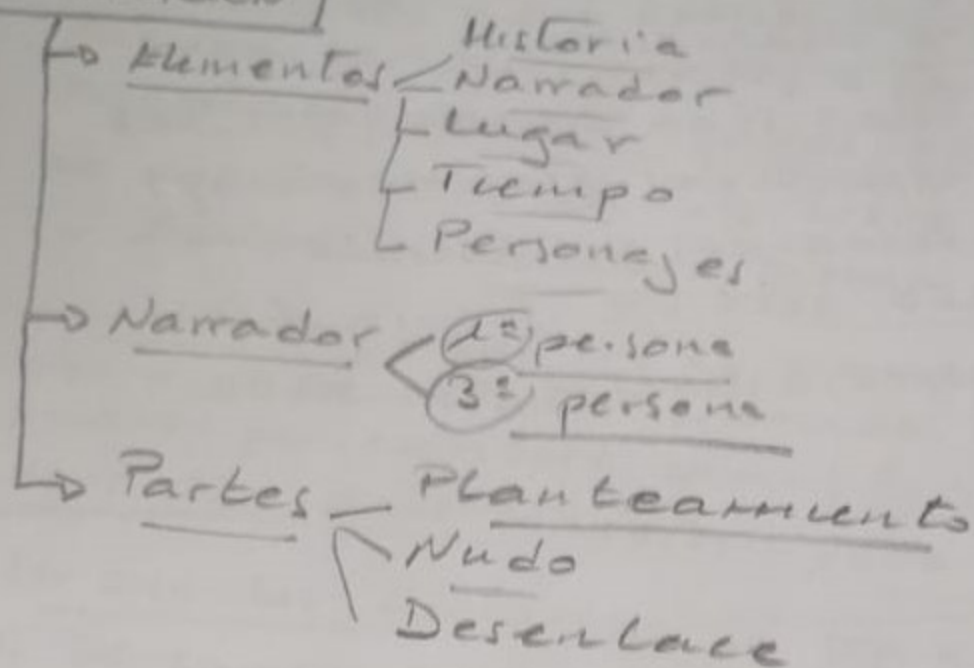 Historia
Elementos
Narrador
Lugar
Tiempo
Personajes
Narrador
1ª persona
3ª persona
Partes
Planteamiento
Nudo
Desenlace